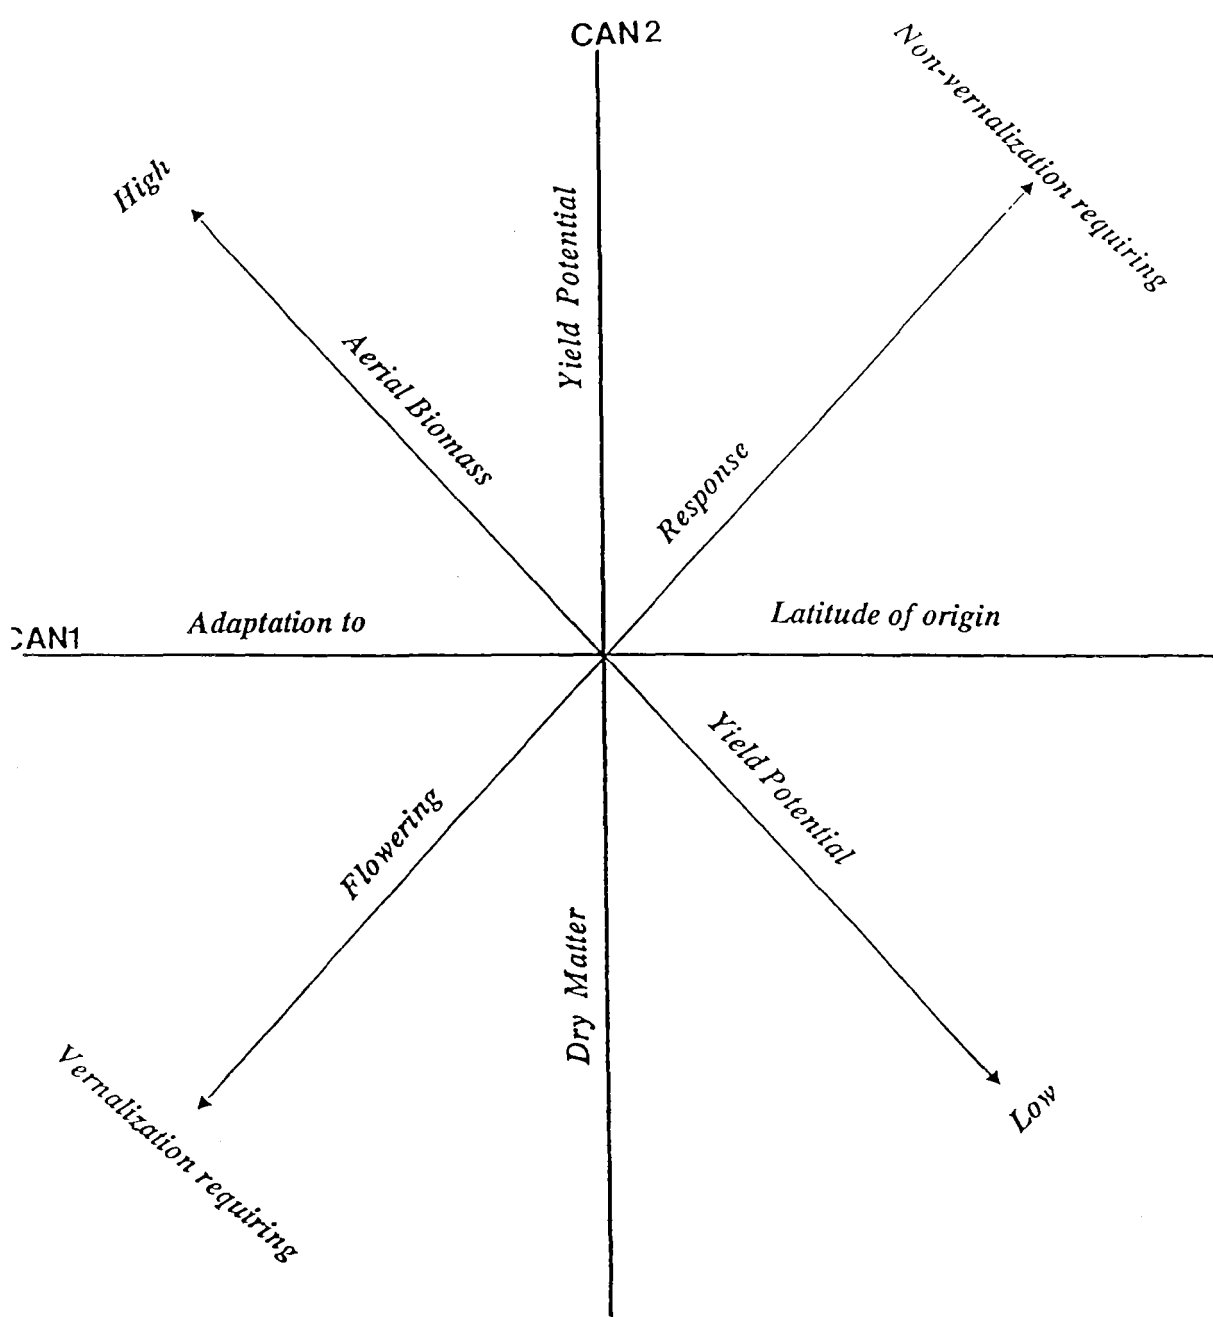 CAN2
Non-vernalization requiring
High
Yield Potential
Aerial Biomass
Response
Adaptation to
Latitude of origin
CAN1
Yield Potential
Flowering
Dry Matter
Vernalization requiring
Low